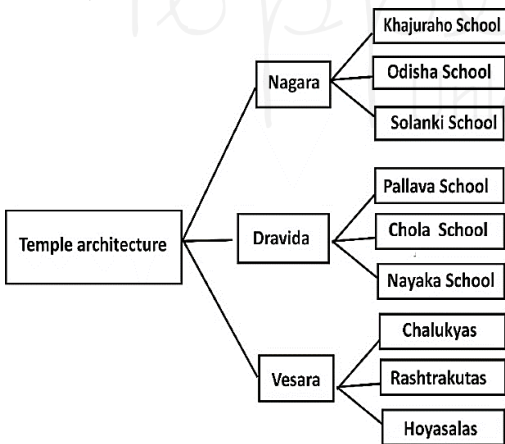 Temple architecture
Nagara
Khajuraho School
Odisha School
Solanki School
Dravida
Pallava School
Chola School
Nayaka School
Vesara
Chalukyas
Rashtrakutas
Hoyasalas